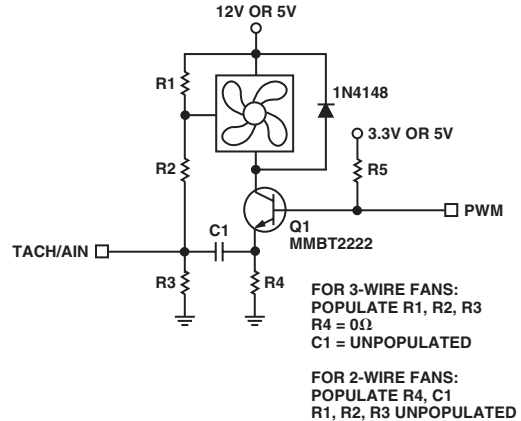 12V OR 5V
R1
1N4148
3.3V OR 5V
R2
R5
PWM
Q1
MMBT2222
C1
TACH/AIN
R3
R4
FOR 3-WIRE FANS:
POPULATE R1, R2, R3
R4 = 0Ω
C1 = UNPOPULATED
FOR 2-WIRE FANS:
POPULATE R4, C1
R1, R2, R3 UNPOPULATED